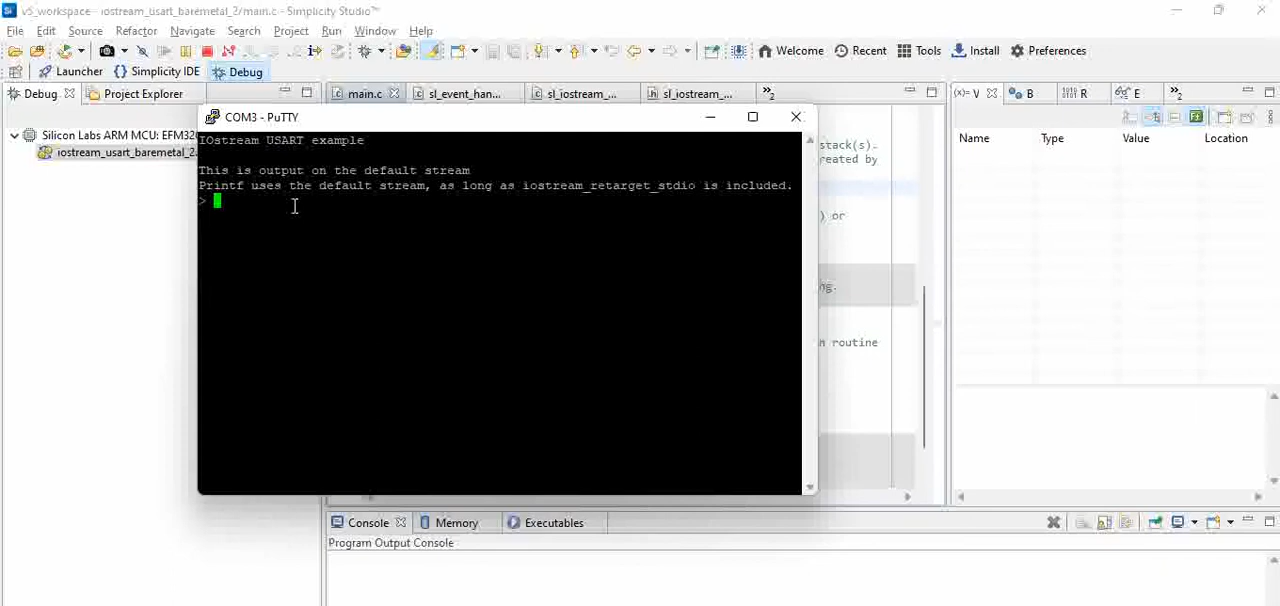 v5_workspace - iostream_usart_baremetal_2/main.c - Simplicity Studio™
File Edit Source Refactor Navigate Search Project Run Window Help
Welcome Recent Tools Install Preferences
Launcher {} Simplicity IDE Debug
Debug Project Explorer main.c sl_event_han... sl_iostream_... sl_iostream_... »2 (x)= V B R E »2
COM3 - PuTTY
Silicon Labs ARM MCU: EFM32
iostream_usart_baremetal_2
IOstream USART example
This is output on the default stream
Printf uses the default stream, as long as iostream_retarget_stdio is included.
>
stack(s).
reated by
) or
ng.
m routine
Name Type Value Location
Console Memory Executables
Program Output Console